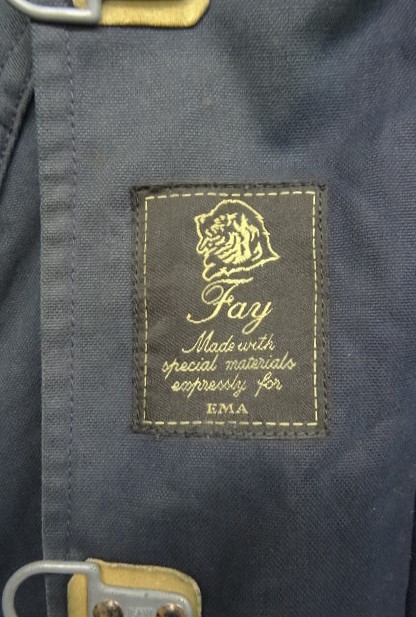 Fay
Made with
special materials
expressly for
EMA